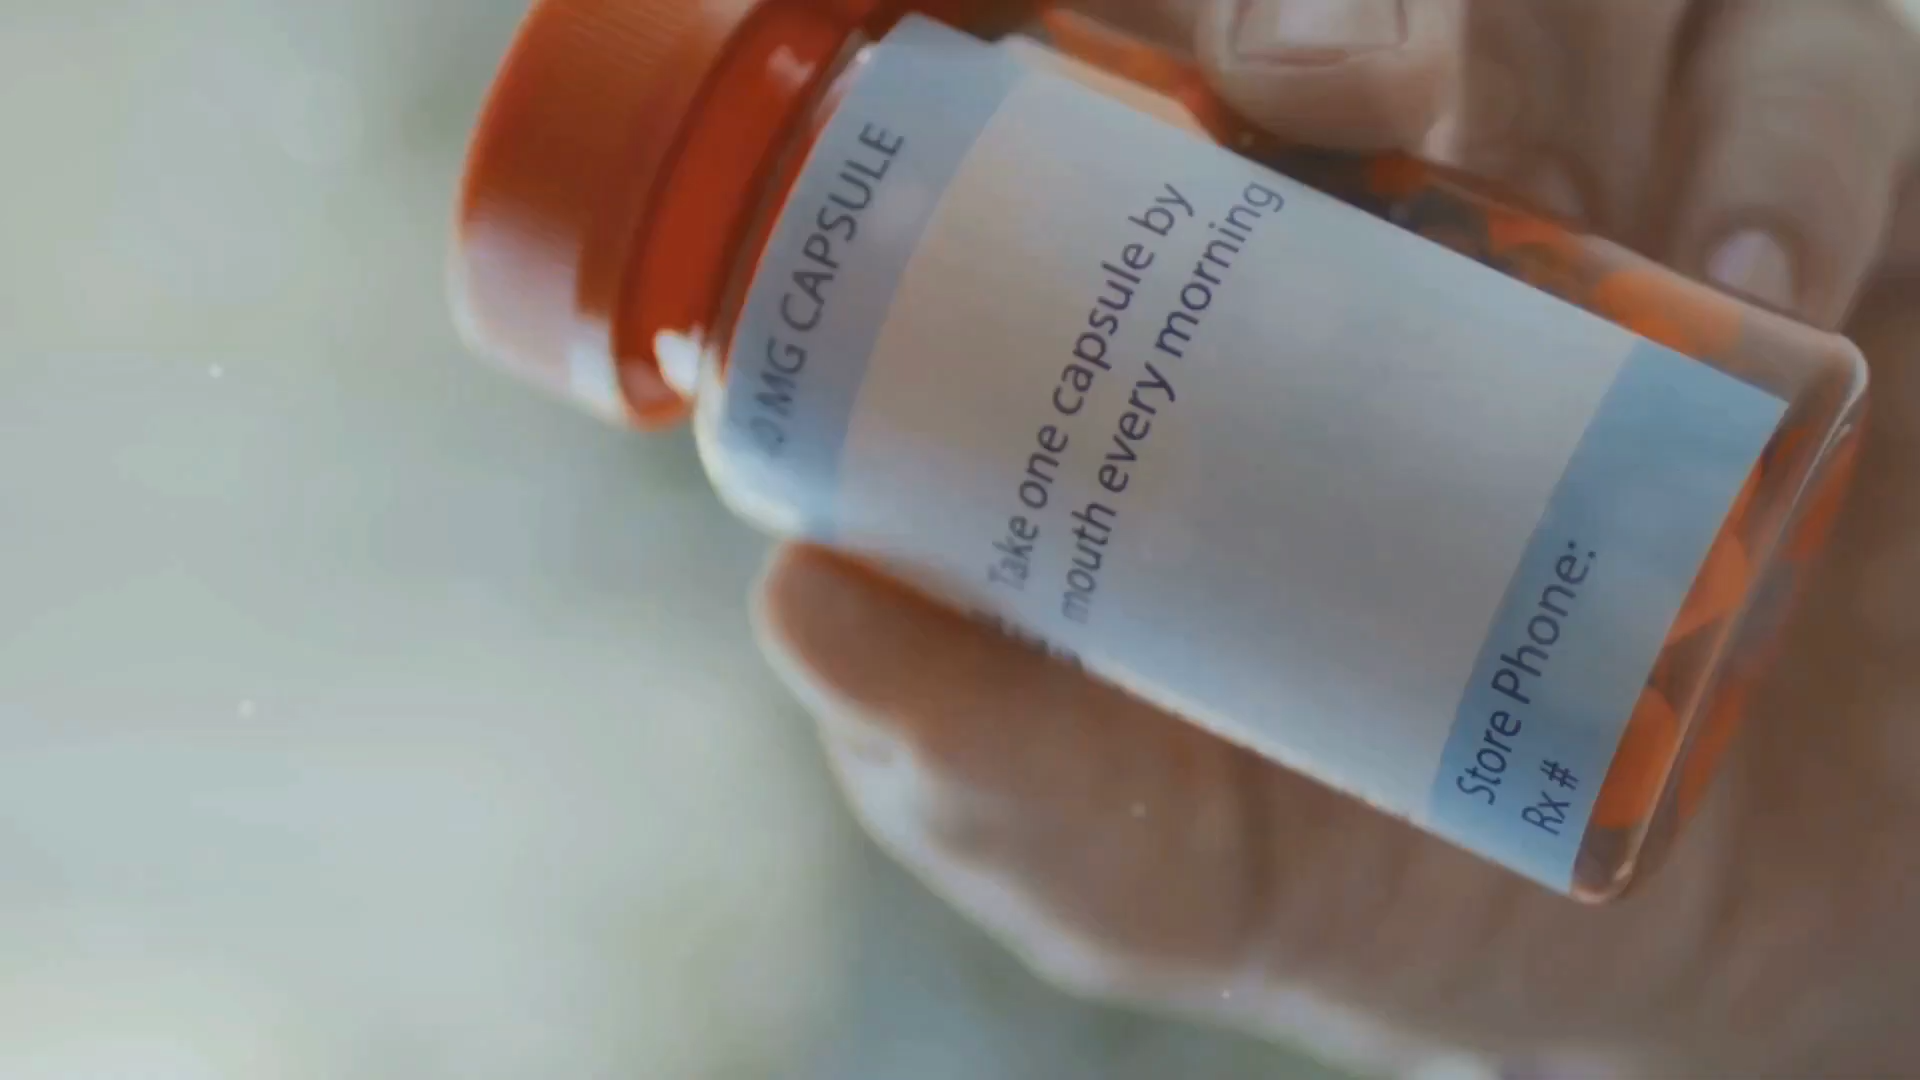 MG CAPSULE
Take one capsule by
mouth every morning
Store Phone:
Rx #